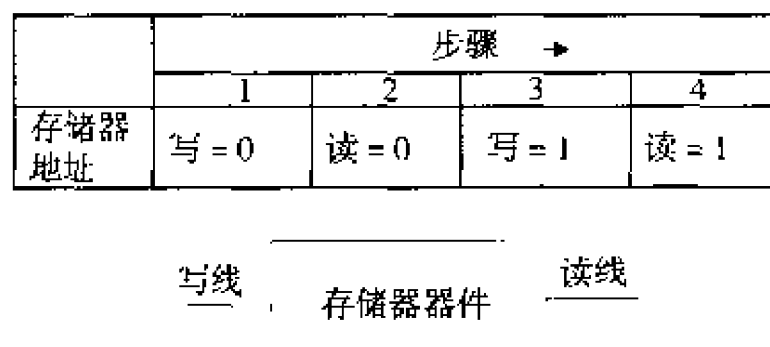 步骤 →
1 2 3 4
存储器
地址
写 = 0 读 = 0 写 = 1 读 = 1
写线
读线
存储器器件